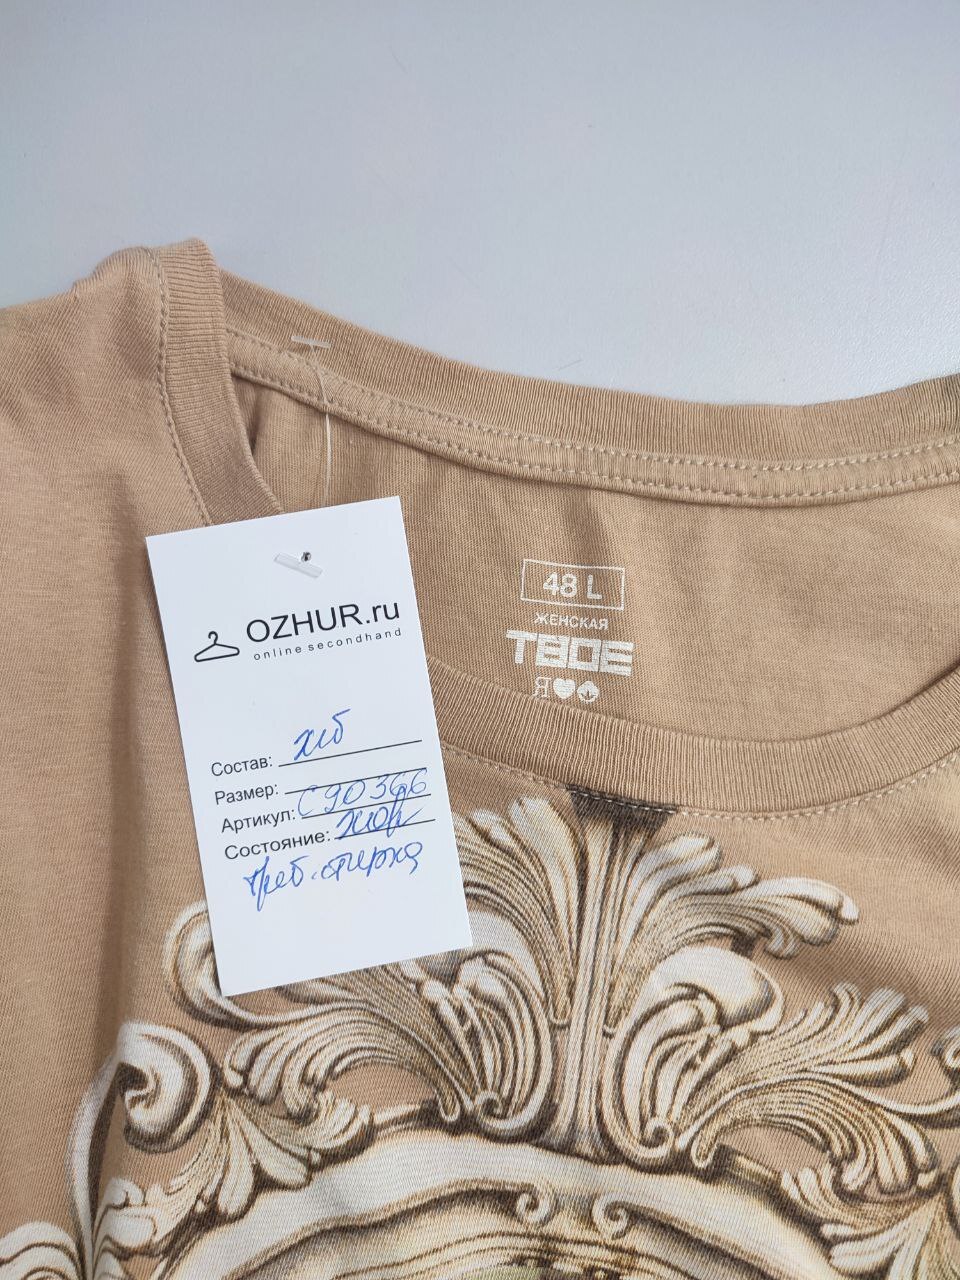 48 L
ЖЕНСКАЯ
ТВОЕ
Я
OZHUR.ru
online secondhand
Состав: х/б
Размер:
Артикул: С90366
Состояние: хор
треб. стирка